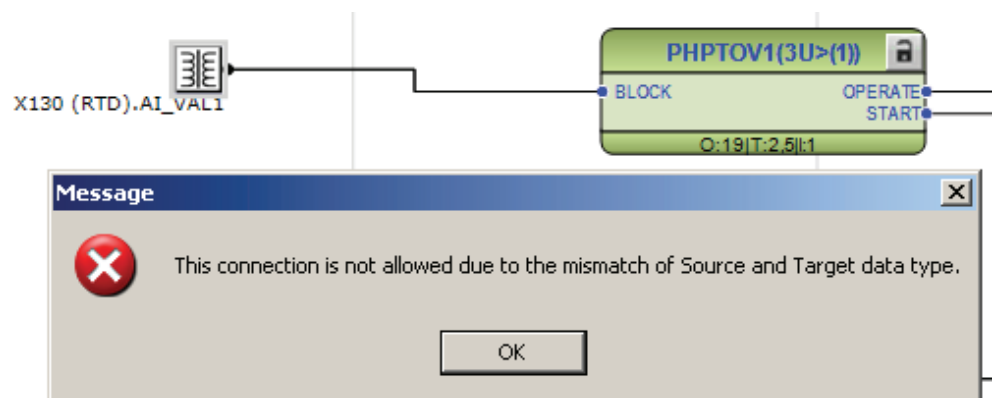 PHPTOV1(3U>(1))
X130 (RTD).AI_VAL1
BLOCK
OPERATE
START
O:19|T:2,5|I:1
Message
This connection is not allowed due to the mismatch of Source and Target data type.
OK